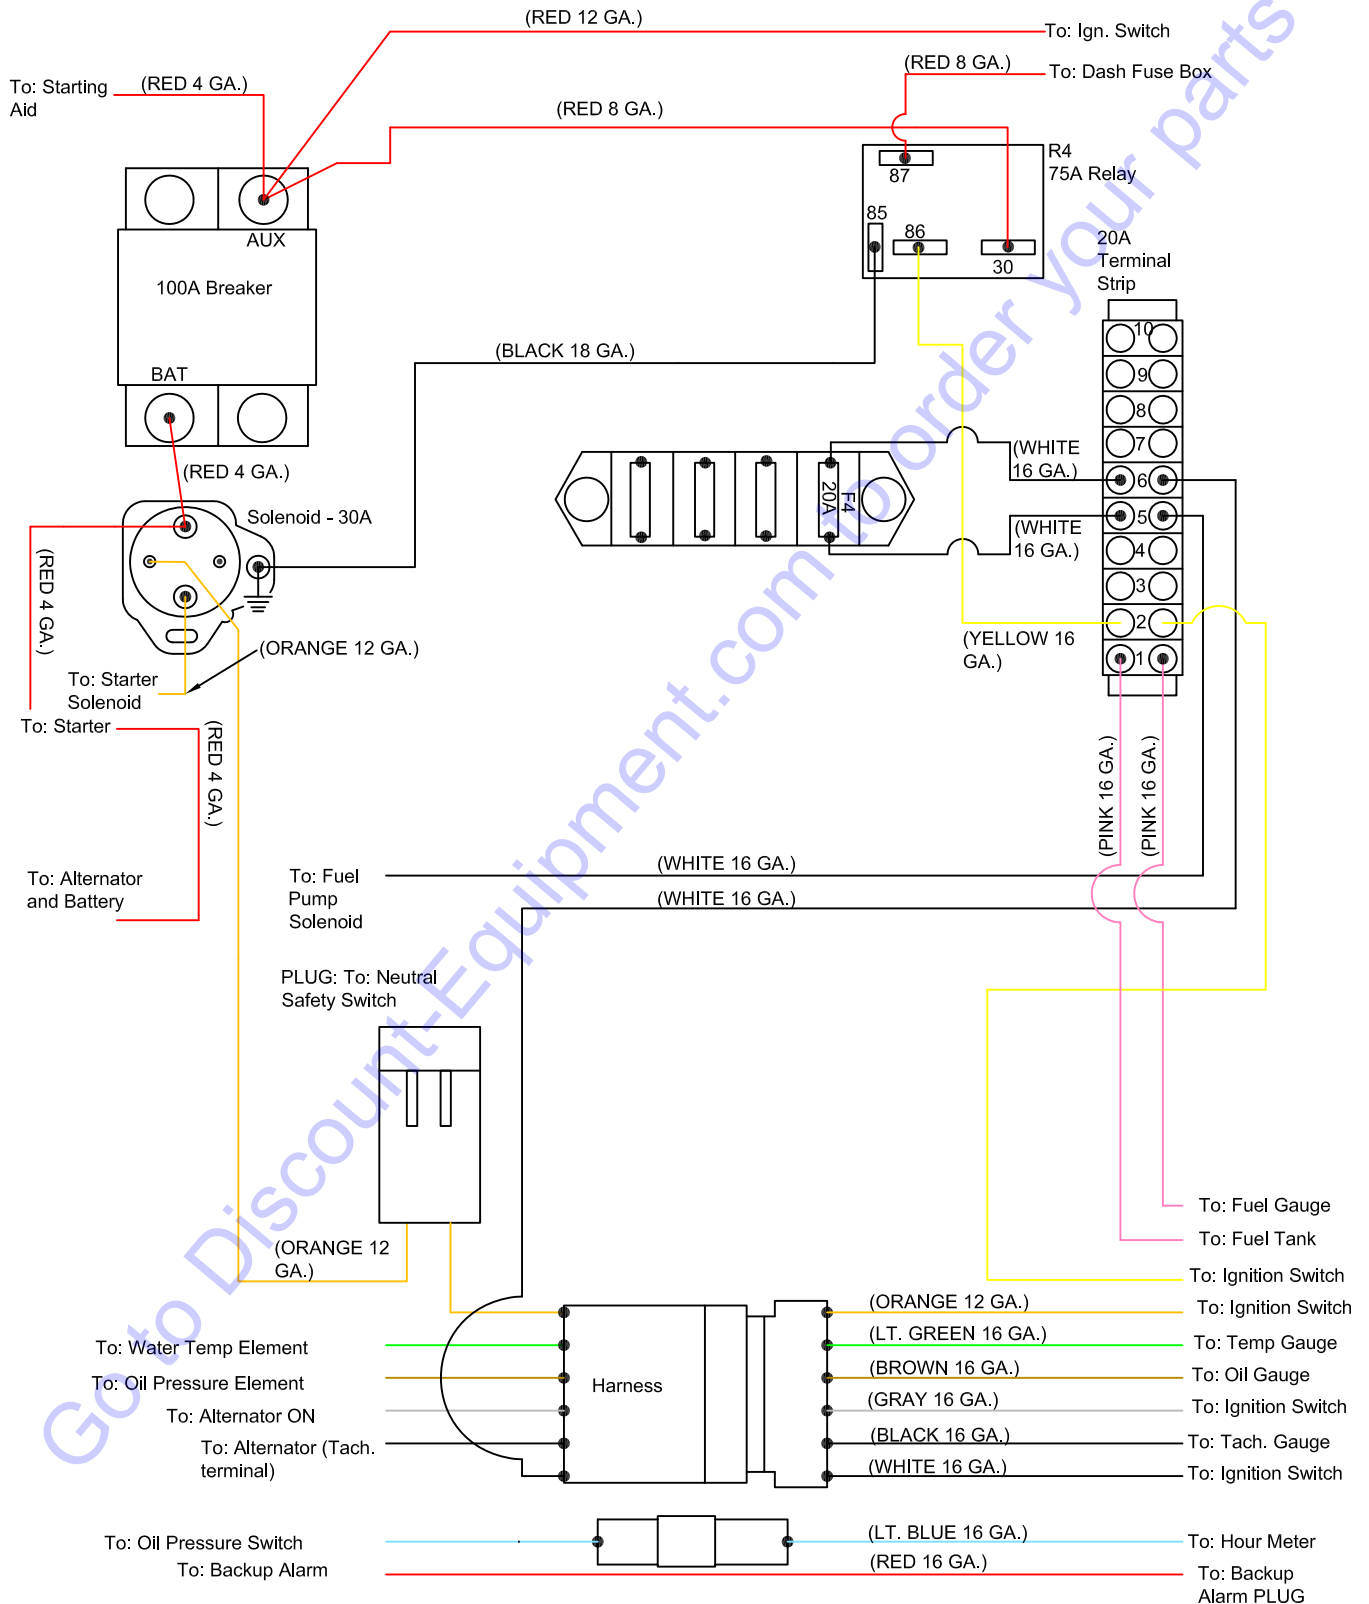 (RED 12 GA.)
To: Ign. Switch
(RED 8 GA.)
To: Dash Fuse Box
To: Starting
Aid
(RED 4 GA.)
(RED 8 GA.)
R4
75A Relay
87
85
86
30
AUX
100A Breaker
BAT
20A
Terminal
Strip
10
9
8
7
6
5
4
3
2
1
(BLACK 18 GA.)
(RED 4 GA.)
(WHITE
16 GA.)
F4
20A
(WHITE
16 GA.)
Solenoid - 30A
(RED 4 GA.)
(ORANGE 12 GA.)
(YELLOW 16
GA.)
To: Starter
Solenoid
To: Starter
(RED 4 GA.)
(PINK 16 GA.)
(PINK 16 GA.)
To: Alternator
and Battery
To: Fuel
Pump
Solenoid
(WHITE 16 GA.)
(WHITE 16 GA.)
PLUG: To: Neutral
Safety Switch
(ORANGE 12
GA.)
To: Fuel Gauge
To: Fuel Tank
To: Ignition Switch
(ORANGE 12 GA.)
To: Ignition Switch
To: Water Temp Element
(LT. GREEN 16 GA.)
To: Temp Gauge
To: Oil Pressure Element
Harness
(BROWN 16 GA.)
To: Oil Gauge
To: Alternator ON
(GRAY 16 GA.)
To: Ignition Switch
To: Alternator (Tach.
terminal)
(BLACK 16 GA.)
To: Tach. Gauge
(WHITE 16 GA.)
To: Ignition Switch
To: Oil Pressure Switch
(LT. BLUE 16 GA.)
To: Hour Meter
To: Backup Alarm
(RED 16 GA.)
To: Backup
Alarm PLUG
Go to Discount-Equipment.com to order your parts